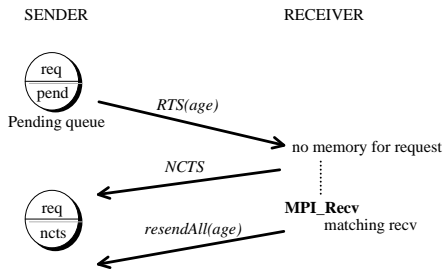 SENDER RECEIVER
req
pend
Pending queue
RTS(age)
no memory for request
NCTS
req
ncts
MPI_Recv
matching recv
resendAll(age)